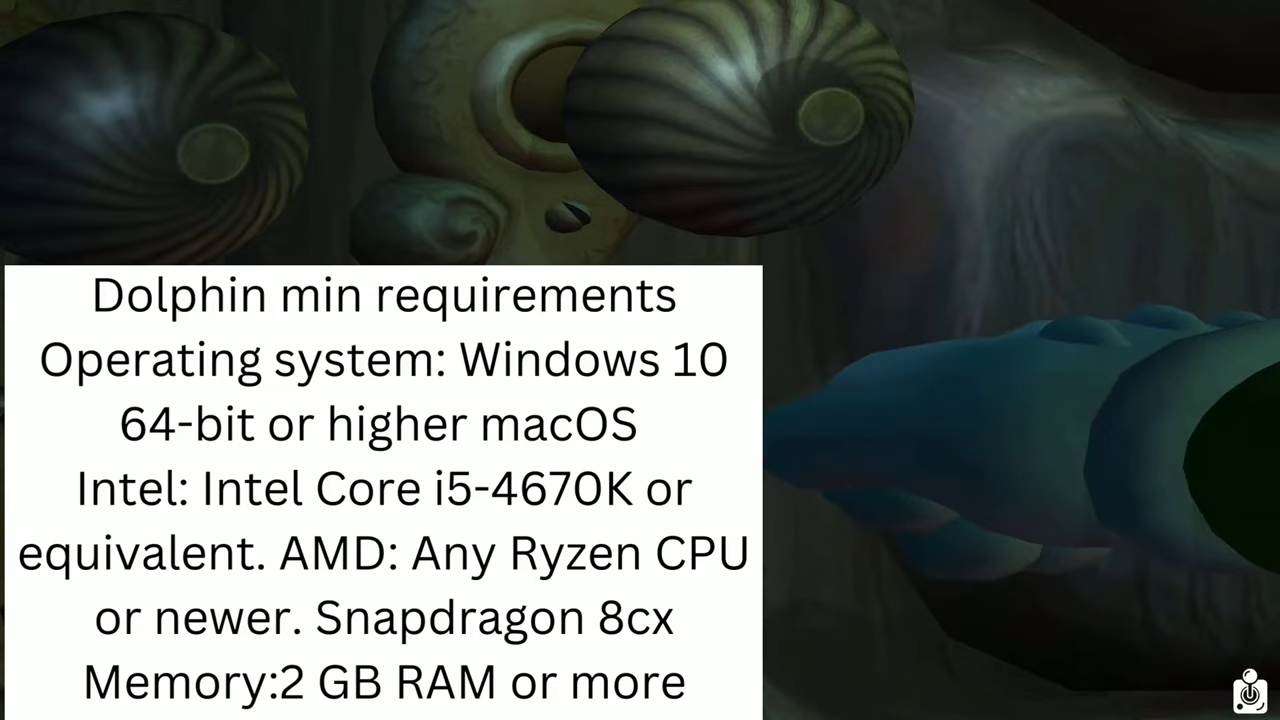 Dolphin min requirements
Operating system: Windows 10
64-bit or higher macOS
Intel: Intel Core i5-4670K or
equivalent. AMD: Any Ryzen CPU
or newer. Snapdragon 8cx
Memory:2 GB RAM or more